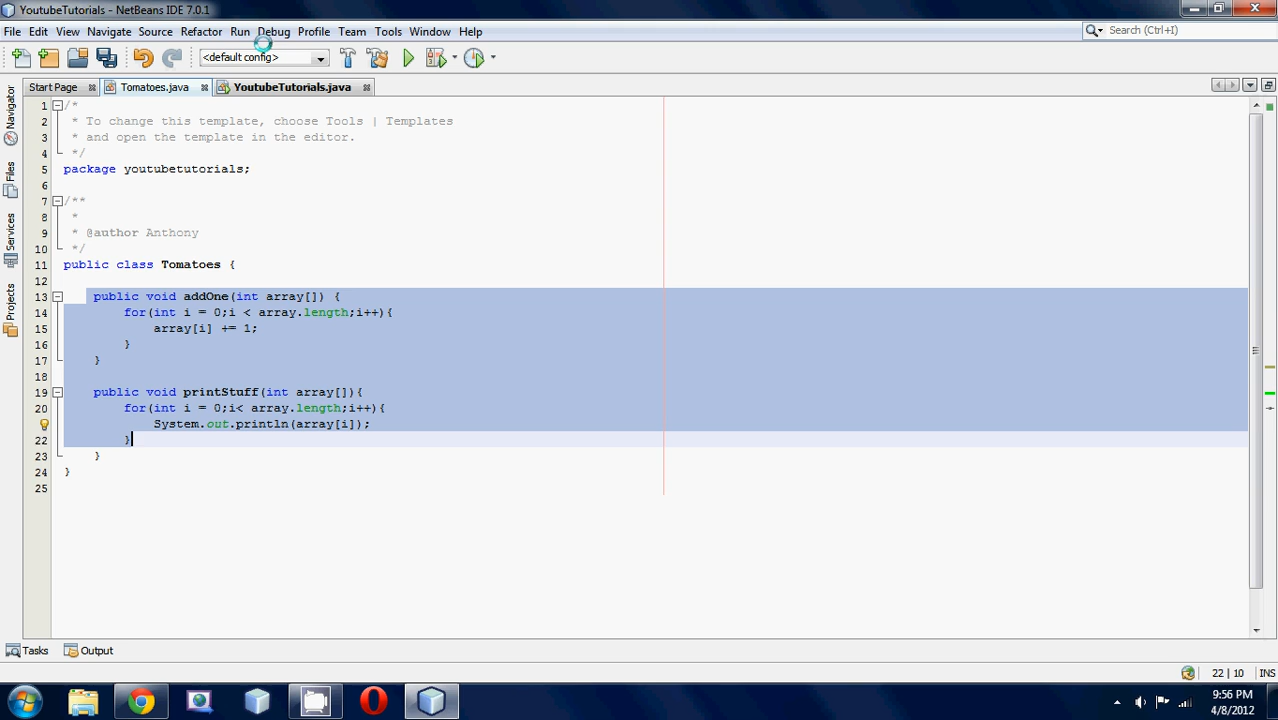 YoutubeTutorials - NetBeans IDE 7.0.1
File Edit View Navigate Source Refactor Run Debug Profile Team Tools Window Help
Search (Ctrl+I)
<default config>
Start Page Tomatoes.java YoutubeTutorials.java
Navigator
Files
Services
Projects
1 /*
2 * To change this template, choose Tools | Templates
3 * and open the template in the editor.
4 */
5 package youtubetutorials;
6
7 /**
8 *
9 * @author Anthony
10 */
11 public class Tomatoes {
12
13 public void addOne(int array[]) {
14 for(int i = 0;i < array.length;i++){
15 array[i] += 1;
16 }
17 }
18
19 public void printStuff(int array[]){
20 for(int i = 0;i< array.length;i++){
System.out.println(array[i]);
22 }
23 }
24 }
25
Tasks Output
22 | 10 INS
9:56 PM
4/8/2012